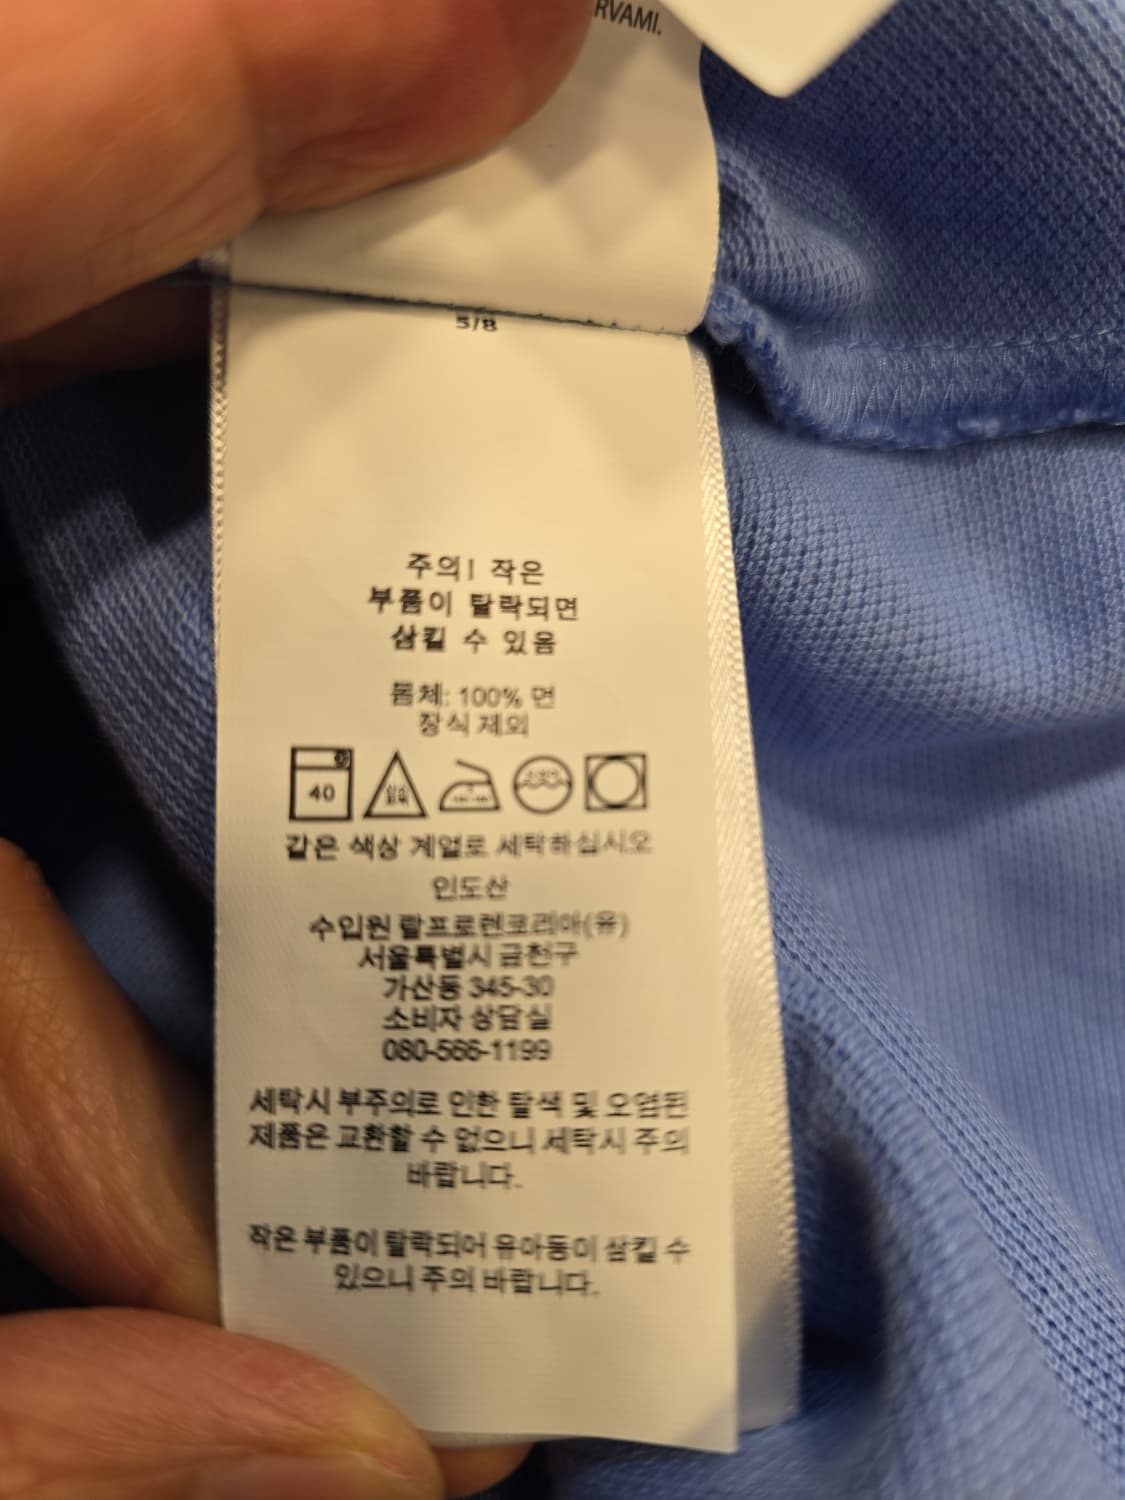 RVAMI.
5/8
주의! 작은
부품이 탈락되면
삼킬 수 있음
몸체: 100% 면
장식 제외
40
같은 색상 계열로 세탁하십시오
인도산
수입원 랄프로렌코리아(유)
서울특별시 금천구
가산동 345-30
소비자 상담실
080-566-1199
세탁시 부주의로 인한 탈색 및 오염된
제품은 교환할 수 없으니 세탁시 주의
바랍니다.
작은 부품이 탈락되어 유아동이 삼킬 수
있으니 주의 바랍니다.